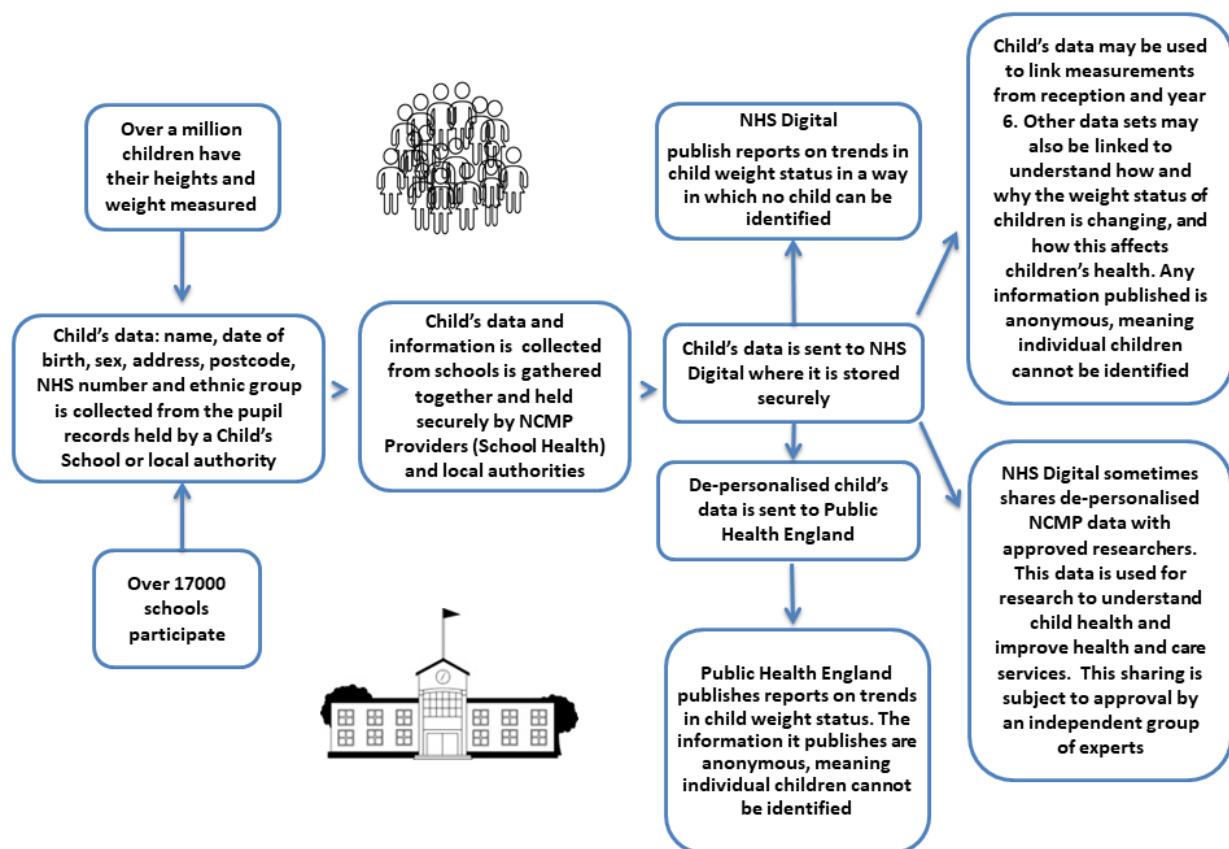 Over a million
children have
their heights and
weight measured
Child's data: name, date of
birth, sex, address, postcode,
NHS number and ethnic group
is collected from the pupil
records held by a Child's
School or local authority
Over 17000
schools
participate
Child's data and
information is  collected
from schools is gathered
together and held
securely by NCMP
Providers (School Health)
and local authorities
NHS Digital
publish reports on trends in
child weight status in a way
in which no child can be
identified
Child's data is sent to NHS
Digital where it is stored
securely
De-personalised child's
data is sent to Public
Health England
Public Health England
publishes reports on trends
in child weight status. The
information it publishes are
anonymous, meaning
individual children cannot
be identified
Child's data may be used
to link measurements
from reception and year
6. Other data sets may
also be linked to
understand how and
why the weight status of
children is changing, and
how this affects
children's health. Any
information published is
anonymous, meaning
individual children
cannot be identified
NHS Digital sometimes
shares de-personalised
NCMP data with
approved researchers.
This data is used for
research to understand
child health and
improve health and care
services.  This sharing is
subject to approval by
an independent group
of experts